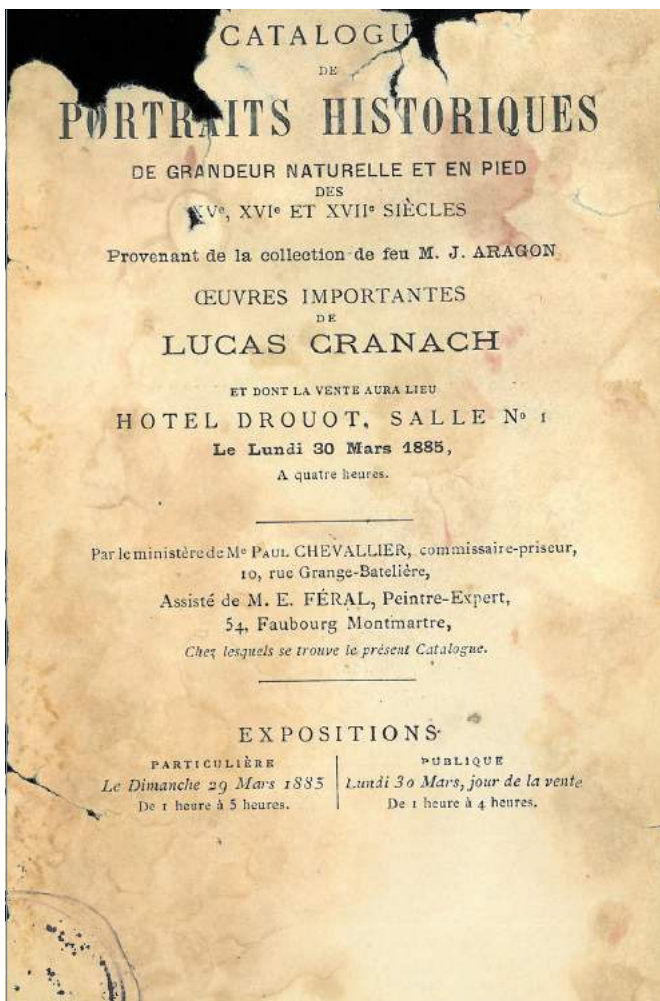 CATALOGU
DE
PORTRAITS HISTORIQUES
DE GRANDEUR NATURELLE ET EN PIED
DES
XVe, XVIe ET XVIIe SIÈCLES
Provenant de la collection de feu M. J. ARAGON
ŒUVRES IMPORTANTES
DE
LUCAS CRANACH
ET DONT LA VENTE AURA LIEU
HOTEL DROUOT, SALLE No 1
Le Lundi 30 Mars 1885,
A quatre heures.
Par le ministère de Me PAUL CHEVALLIER, commissaire-priseur,
10, rue Grange-Batelière,
Assisté de M. E. FÉRAL, Peintre-Expert,
54, Faubourg Montmartre,
Chez lesquels se trouve le présent Catalogue.
EXPOSITIONS
PARTICULIÈRE
Le Dimanche 29 Mars 1885
De 1 heure à 5 heures.
PUBLIQUE
Lundi 30 Mars, jour de la vente
De 1 heure à 4 heures.